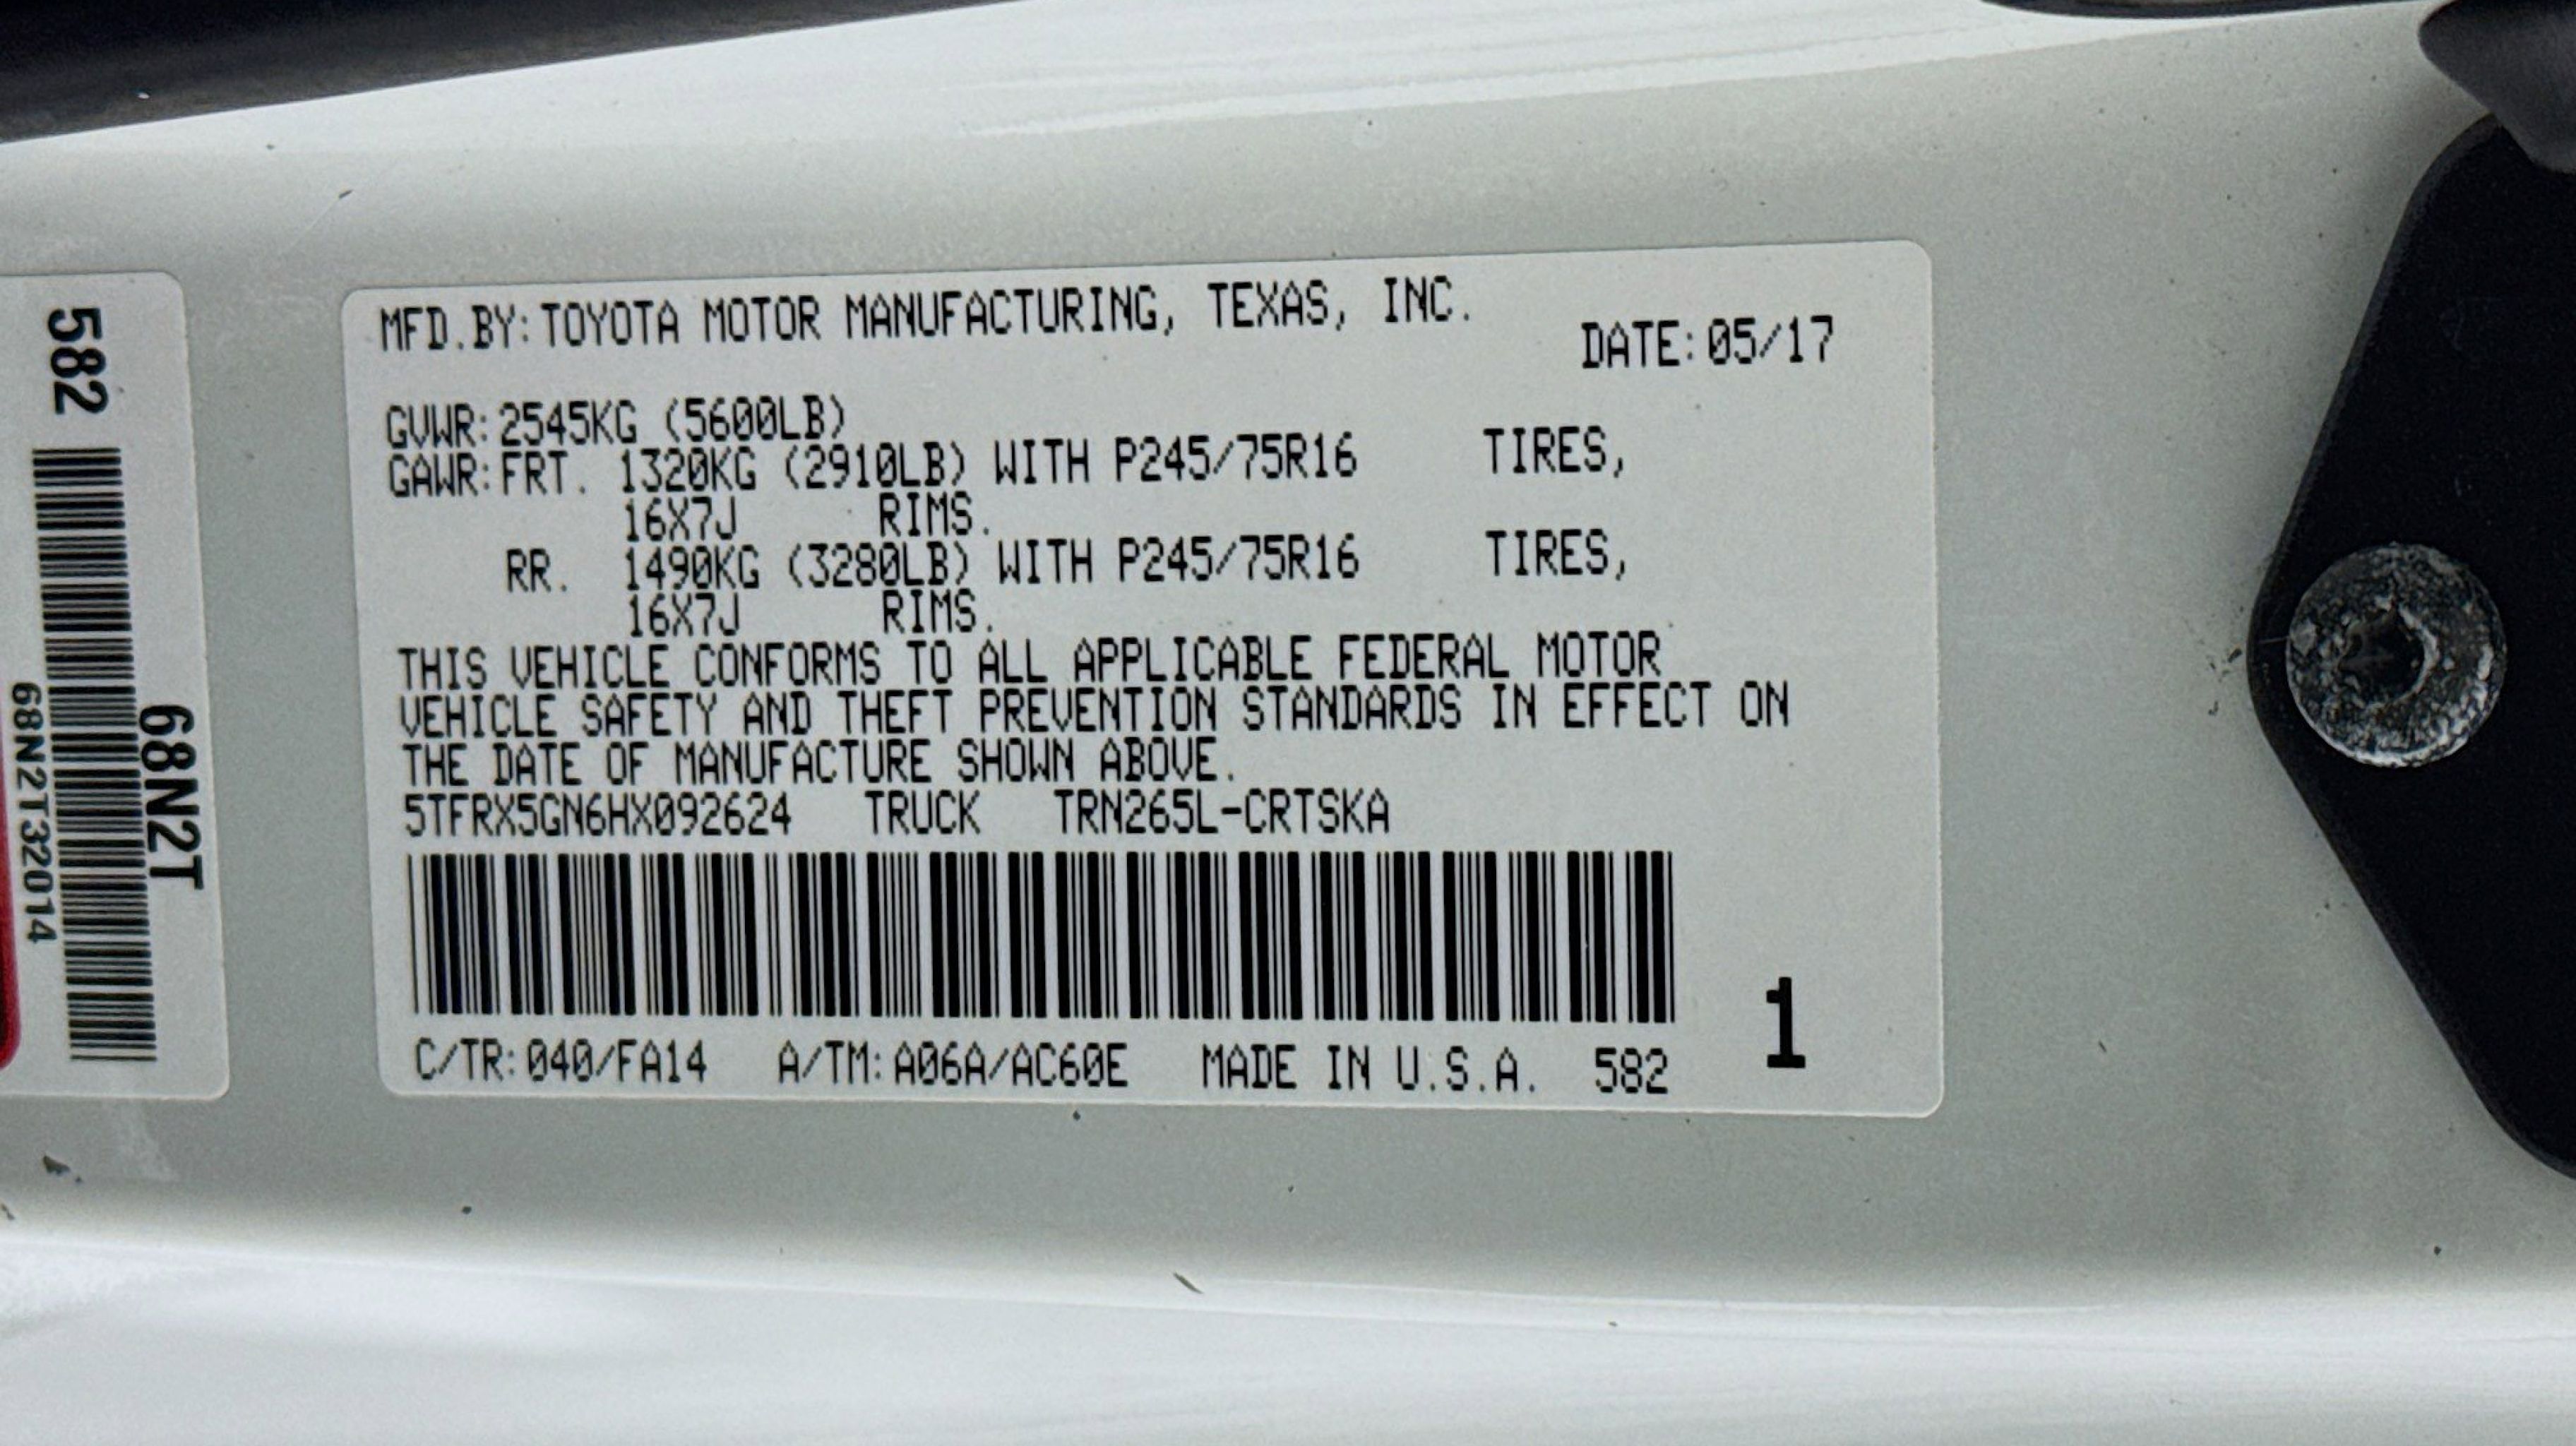 MFD.BY:TOYOTA MOTOR MANUFACTURING, TEXAS, INC.
DATE:05/17
GVWR:2545KG (5600LB)
GAWR:FRT. 1320KG (2910LB) WITH P245/75R16 TIRES,
16X7J RIMS.
RR. 1490KG (3280LB) WITH P245/75R16 TIRES,
16X7J RIMS.
THIS VEHICLE CONFORMS TO ALL APPLICABLE FEDERAL MOTOR
VEHICLE SAFETY AND THEFT PREVENTION STANDARDS IN EFFECT ON
THE DATE OF MANUFACTURE SHOWN ABOVE.
5TFRX5GN6HX092624 TRUCK TRN265L-CRTSKA
1
C/TR:040/FA14 A/TM:A06A/AC60E MADE IN U.S.A. 582
582
68N2T
68N2T32014